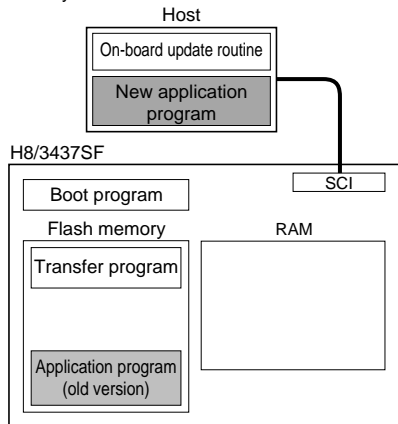 Host
On-board update routine
New application
program
H8/3437SF
SCI
Boot program
Flash memory
RAM
Transfer program
Application program
(old version)